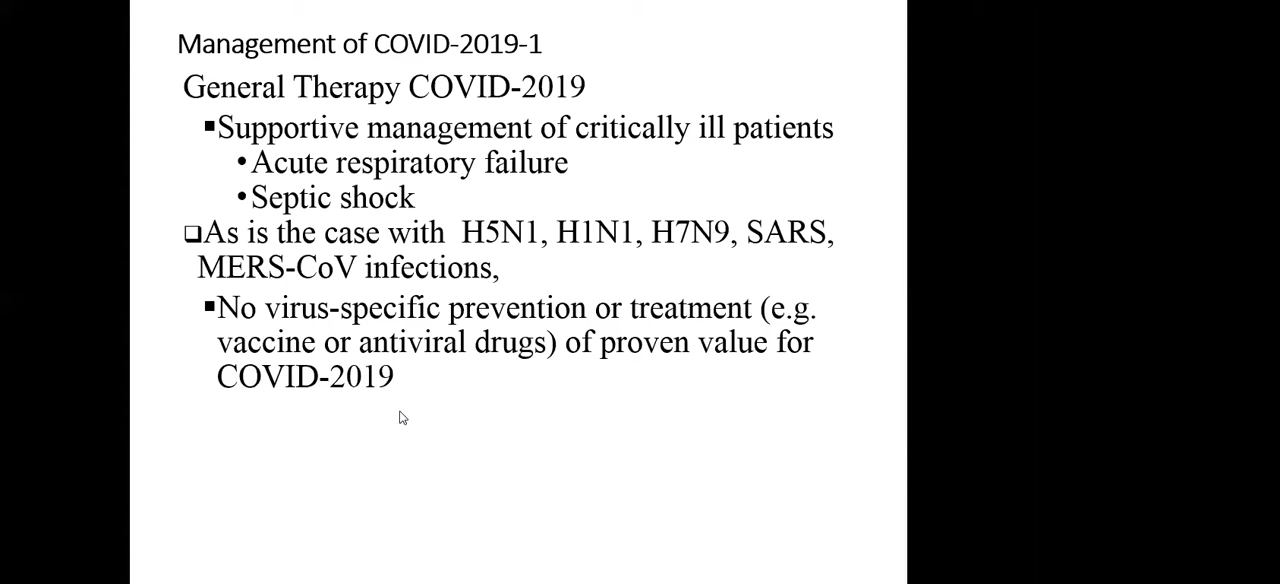 Management of COVID-2019-1
General Therapy COVID-2019
▪Supportive management of critically ill patients
•Acute respiratory failure
•Septic shock
❑As is the case with H5N1, H1N1, H7N9, SARS,
MERS-CoV infections,
▪No virus-specific prevention or treatment (e.g.
vaccine or antiviral drugs) of proven value for
COVID-2019